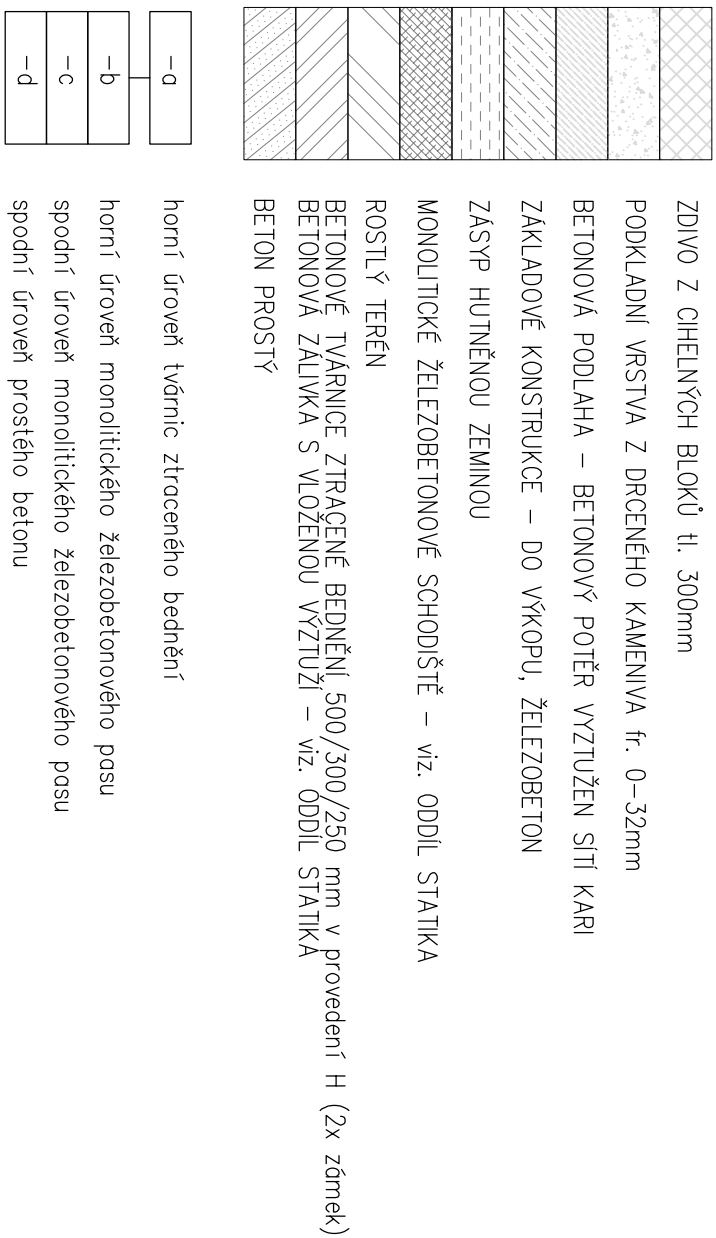 ZDIVO Z CIHELNÝCH BLOKŮ tl. 300mm
PODKLADNÍ VRSTVA Z DRCENÉHO KAMENIVA fr. 0-32mm
BETONOVÁ PODLAHA - BETONOVÝ POTĚR VYZTUŽEN SÍTÍ KARI
ZÁKLADOVÉ KONSTRUKCE - DO VÝKOPU, ŽELEZOBETON
ZÁSYP HUTNĚNOU ZEMINOU
MONOLITICKÉ ŽELEZOBETONOVÉ SCHODIŠTĚ - viz. ODDÍL STATIKA
ROSTLÝ TERÉN
BETONOVÉ TVÁRNICE ZTRACENÉ BEDNĚNÍ 500/300/250 mm v provedení H (2x zámek)
BETONOVÁ ZÁLIVKA S VLOŽENOU VÝZTUŽÍ - viz. ODDÍL STATIKA
BETON PROSTÝ
-a horní úroveň tvárnic ztraceného bednění
-b horní úroveň monolitického železobetonového pasu
-c spodní úroveň monolitického železobetonového pasu
-d spodní úroveň prostého betonu